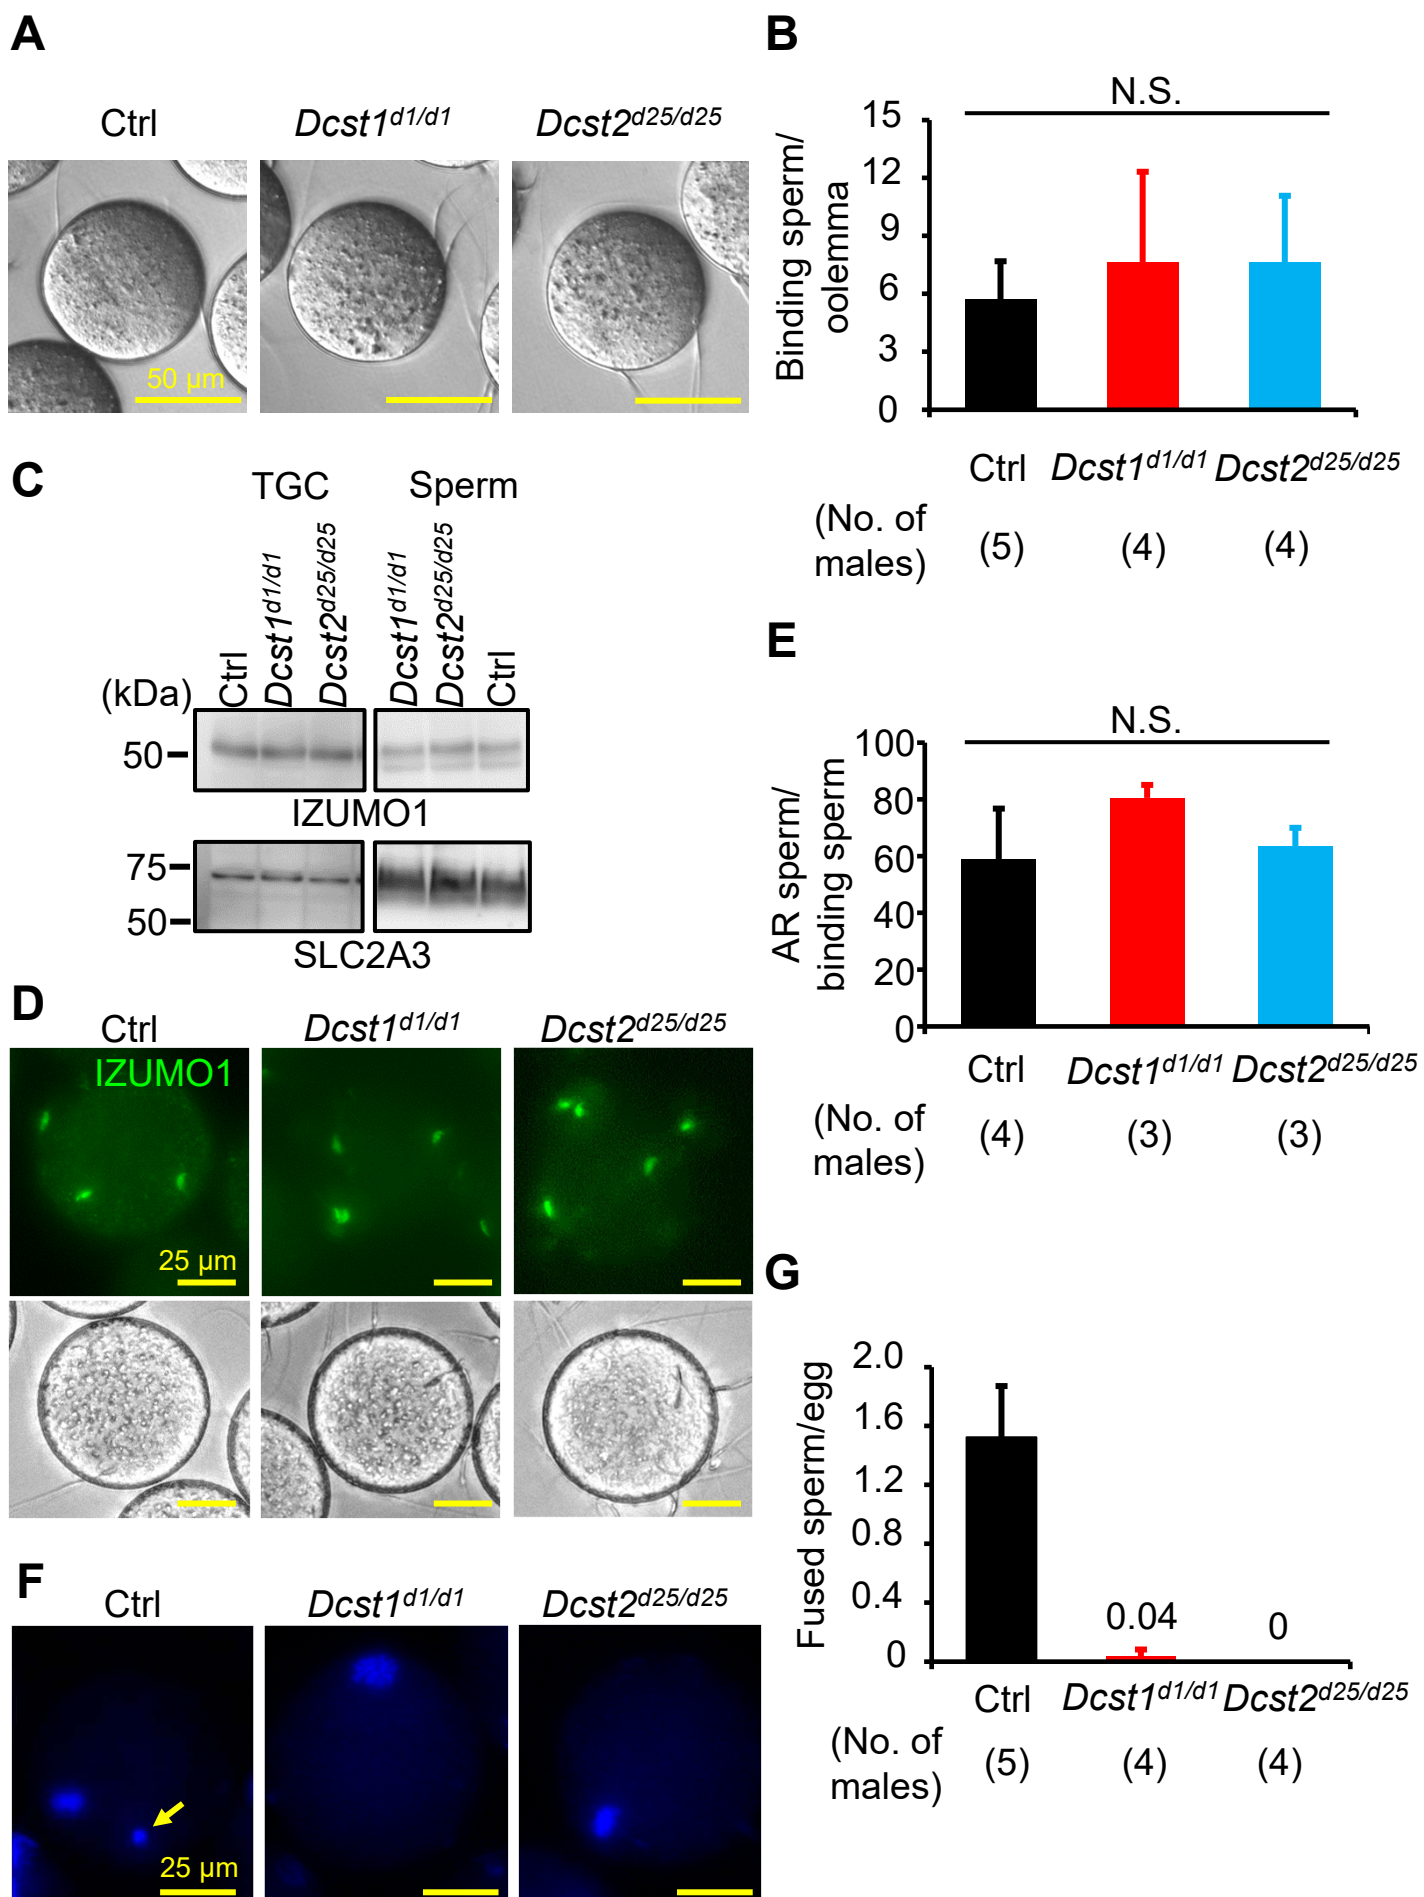 A
Ctrl
Dcst1d1/d1
Dcst2d25/d25
50 µm
B
N.S.
Binding sperm/
oolemma
15
12
9
6
3
0
Ctrl
Dcst1d1/d1
Dcst2d25/d25
(No. of
males)
(5)
(4)
(4)
C
TGC
Sperm
(kDa)
Ctrl
Dcst1d1/d1
Dcst2d25/d25
Dcst1d1/d1
Dcst2d25/d25
Ctrl
50
IZUMO1
75
50
SLC2A3
D
Ctrl
Dcst1d1/d1
Dcst2d25/d25
IZUMO1
25 µm
E
N.S.
AR sperm/
binding sperm
100
80
60
40
20
0
Ctrl
Dcst1d1/d1
Dcst2d25/d25
(No. of
males)
(4)
(3)
(3)
F
Ctrl
Dcst1d1/d1
Dcst2d25/d25
25 µm
G
Fused sperm/egg
2.0
1.6
1.2
0.8
0.4
0
0.04
0
Ctrl
Dcst1d1/d1
Dcst2d25/d25
(No. of
males)
(5)
(4)
(4)